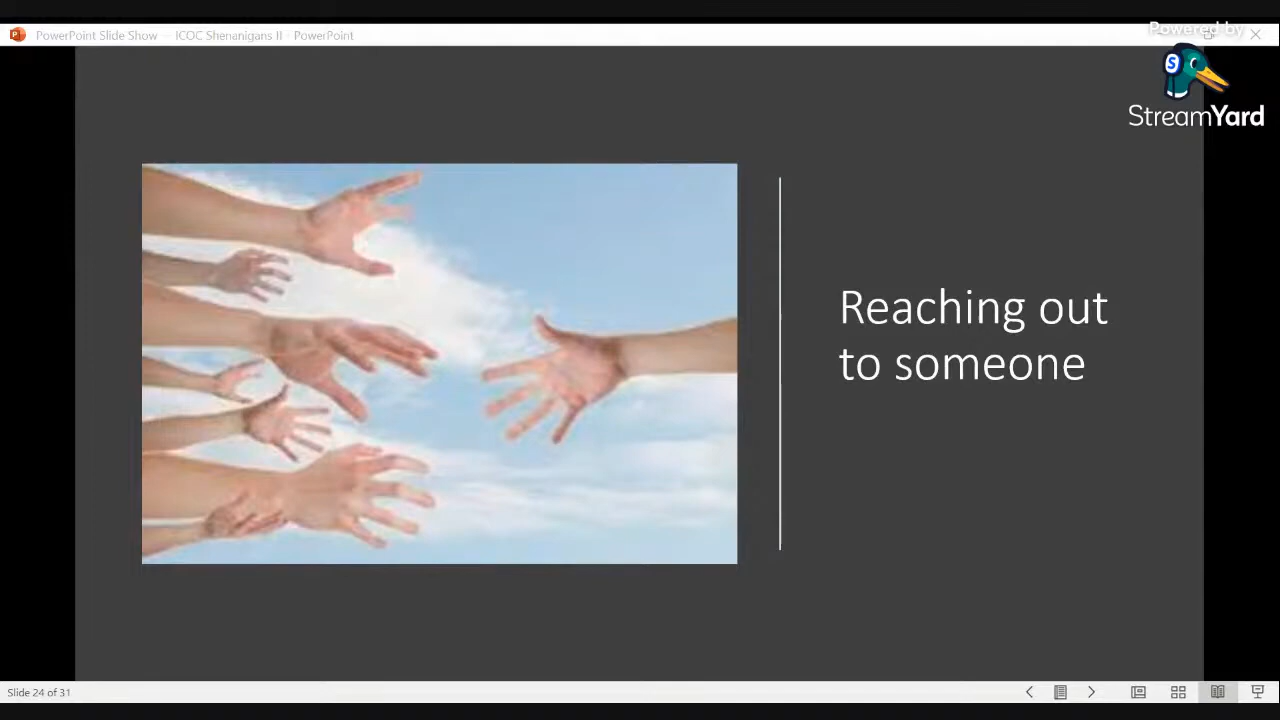 Powered by
PowerPoint Slide Show - ICOC Shenanigans II - PowerPoint
S
StreamYard
Reaching out
to someone
Slide 24 of 31